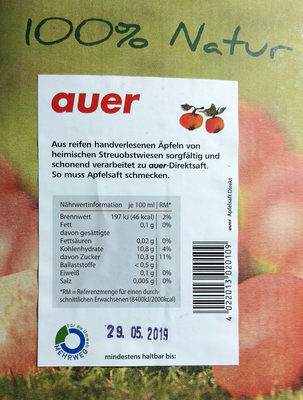 100% Natur
auer
Aus reifen handverlesenen Äpfeln von
heimischen Streuobstwiesen sorgfältig und
schonend verarbeitet zu auer-Direktsaft.
So muss Apfelsaft schmecken.
Nährwertinformation je 100 ml | RM*
Brennwert 197 kJ (46 kcal) 2%
Fett 0,1 g 0%
davon gesättigte
Fettsäuren 0,02 g 0%
Kohlenhydrate 10,8 g 4%
davon Zucker 10,3 g 11%
Ballaststoffe < 0,5 g
Eiweiß 0,1 g 0%
Salz 0,005 g 0%
*RM = Referenzmenge für einen durch-
schnittlichen Erwachsenen (8400kJ/2000kcal)
auer Apfelsaft Direkt
4 022013 020109
Für die Umwelt
MEHRWEG
29. 05. 2019
mindestens haltbar bis: